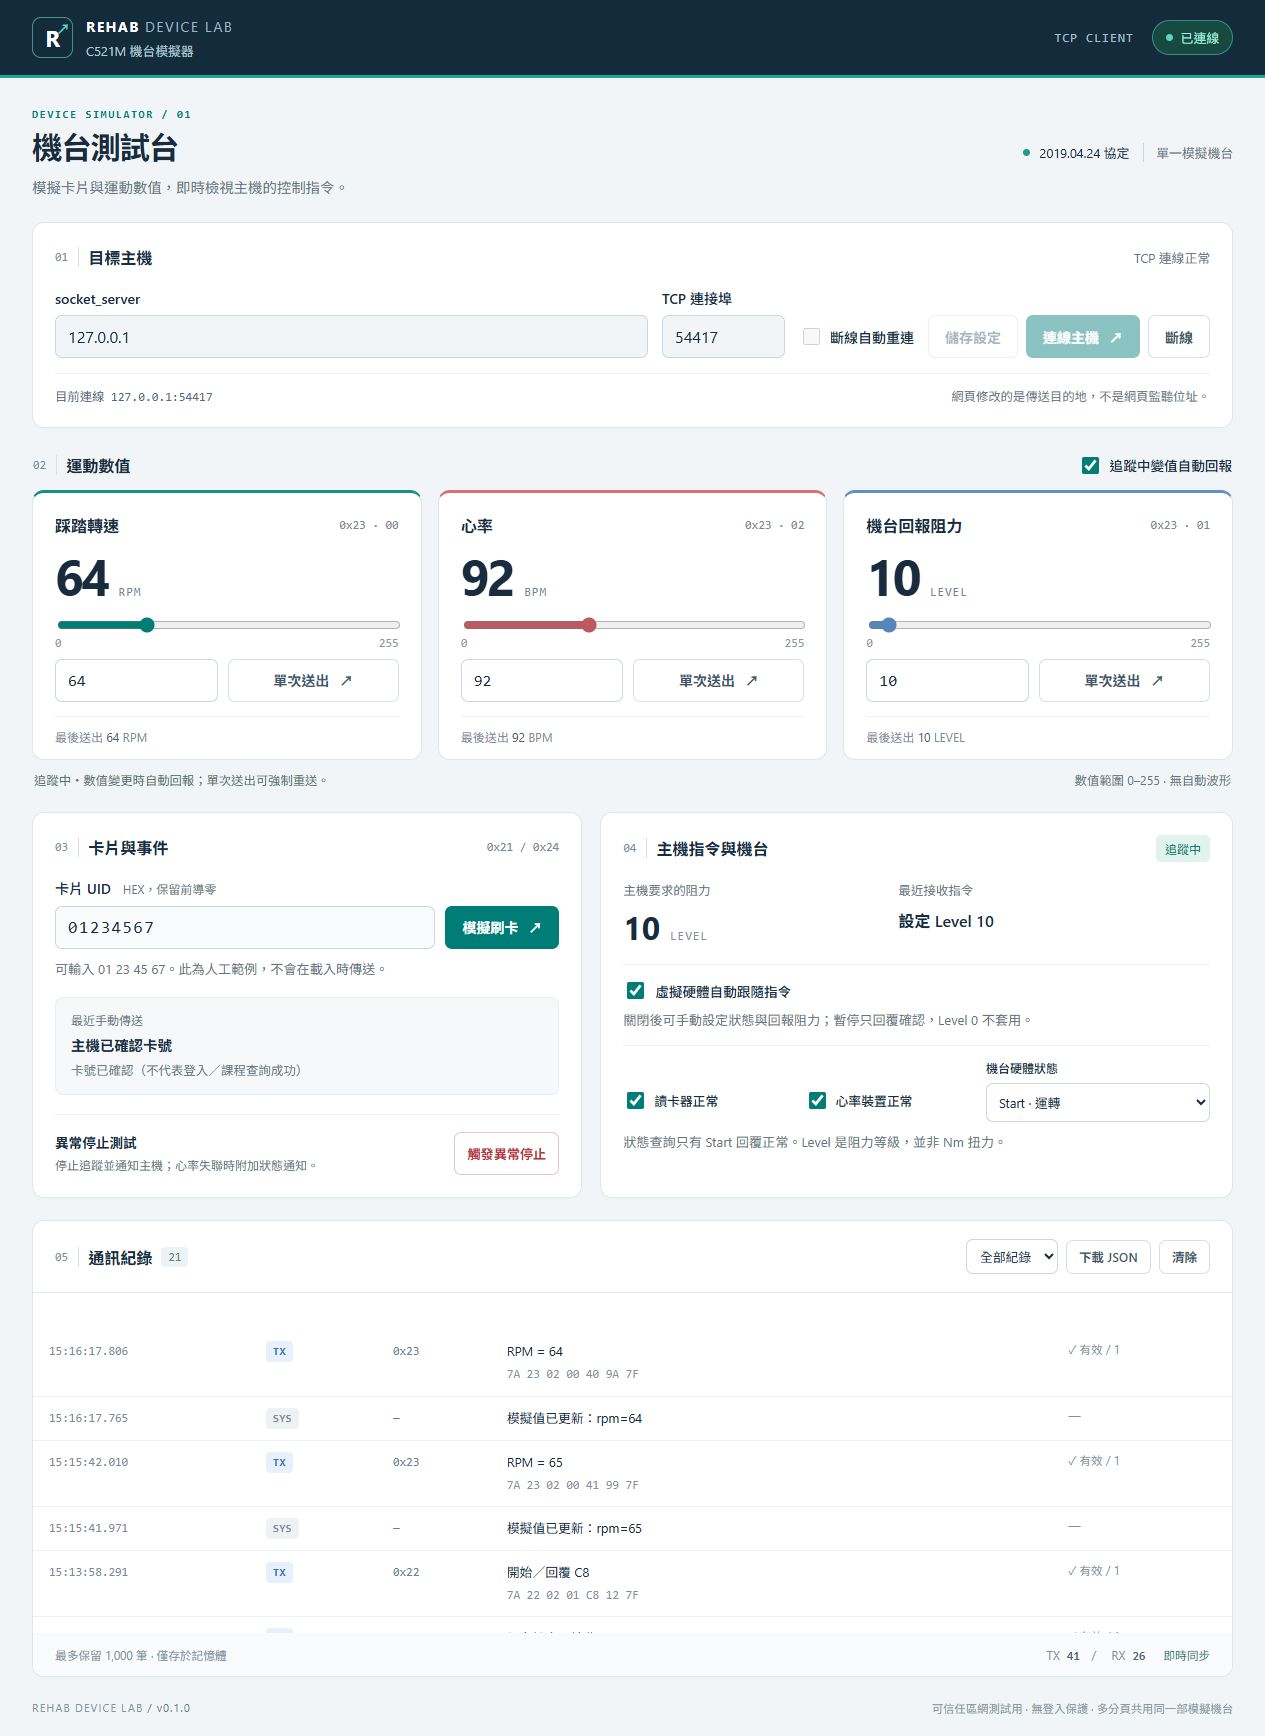 R↗
REHAB DEVICE LAB
C521M 機台模擬器
TCP CLIENT
已連線
DEVICE SIMULATOR / 01
機台測試台
2019.04.24 協定
單一模擬機台
模擬卡片與運動數值，即時檢視主機的控制指令。
01 目標主機
TCP 連線正常
socket_server
TCP 連接埠
127.0.0.1
54417
斷線自動重連
儲存設定
連線主機 ↗
斷線
目前連線 127.0.0.1:54417
網頁修改的是傳送目的地，不是網頁監聽位址。
02 運動數值
追蹤中變值自動回報
踩踏轉速
0x23 · 00
64 RPM
0 255
64
單次送出 ↗
最後送出 64 RPM
心率
0x23 · 02
92 BPM
0 255
92
單次送出 ↗
最後送出 92 BPM
機台回報阻力
0x23 · 01
10 LEVEL
0 255
10
單次送出 ↗
最後送出 10 LEVEL
追蹤中・數值變更時自動回報；單次送出可強制重送。
數值範圍 0–255 · 無自動波形
03 卡片與事件
0x21 / 0x24
卡片 UID HEX，保留前導零
01234567
模擬刷卡 ↗
可輸入 01 23 45 67。此為人工範例，不會在載入時傳送。
最近手動傳送
主機已確認卡號
卡號已確認（不代表登入／課程查詢成功）
異常停止測試
停止追蹤並通知主機；心率失聯時附加狀態通知。
觸發異常停止
04 主機指令與機台
追蹤中
主機要求的阻力
最近接收指令
10 LEVEL
設定 Level 10
虛擬硬體自動跟隨指令
關閉後可手動設定狀態與回報阻力；暫停只回覆確認，Level 0 不套用。
機台硬體狀態
讀卡器正常
心率裝置正常
Start · 運轉
狀態查詢只有 Start 回覆正常。Level 是阻力等級，並非 Nm 扭力。
05 通訊紀錄 21
全部紀錄
下載 JSON
清除
15:16:17.806 TX 0x23 RPM = 64 ✓ 有效 / 1
7A 23 02 00 40 9A 7F
15:16:17.765 SYS — 模擬值已更新：rpm=64 —
15:15:42.010 TX 0x23 RPM = 65 ✓ 有效 / 1
7A 23 02 00 41 99 7F
15:15:41.971 SYS — 模擬值已更新：rpm=65 —
15:13:58.291 TX 0x22 開始／回覆 C8 ✓ 有效 / 1
7A 22 02 01 C8 12 7F
最多保留 1,000 筆 · 僅存於記憶體
TX 41 / RX 26 即時同步
REHAB DEVICE LAB / v0.1.0
可信任區網測試用 · 無登入保護 · 多分頁共用同一部模擬機台